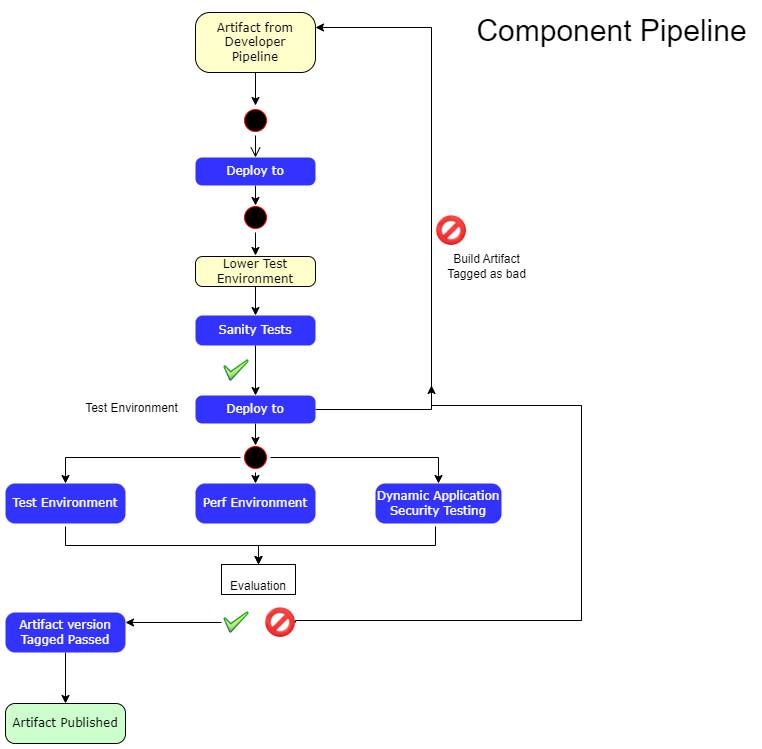 Component Pipeline
Artifact from
Developer
Pipeline
Deploy to
Build Artifact
Tagged as bad
Lower Test
Environment
Sanity Tests
Test Environment
Deploy to
Test Environment
Perf Environment
Dynamic Application
Security Testing
Evaluation
Artifact version
Tagged Passed
Artifact Published